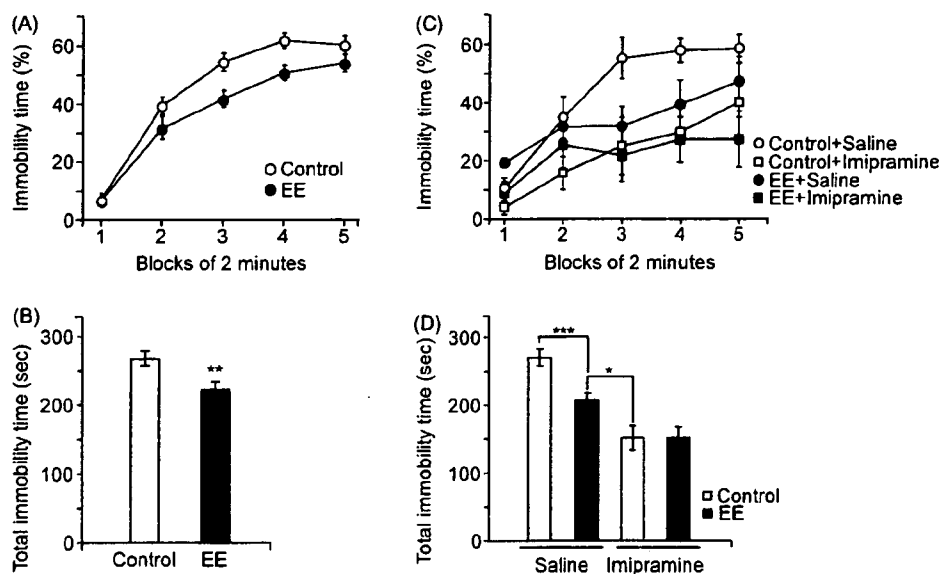 (A)
Immobility time (%)
60
40
20
0
1 2 3 4 5
Blocks of 2 minutes
Control
EE
(C)
Immobility time (%)
60
40
20
0
1 2 3 4 5
Blocks of 2 minutes
Control+Saline
Control+Imipramine
EE+Saline
EE+Imipramine
(B)
Total immobility time (sec)
300
200
100
0
**
Control EE
(D)
Total immobility time (sec)
300
200
100
0
***
*
Control
EE
Saline Imipramine